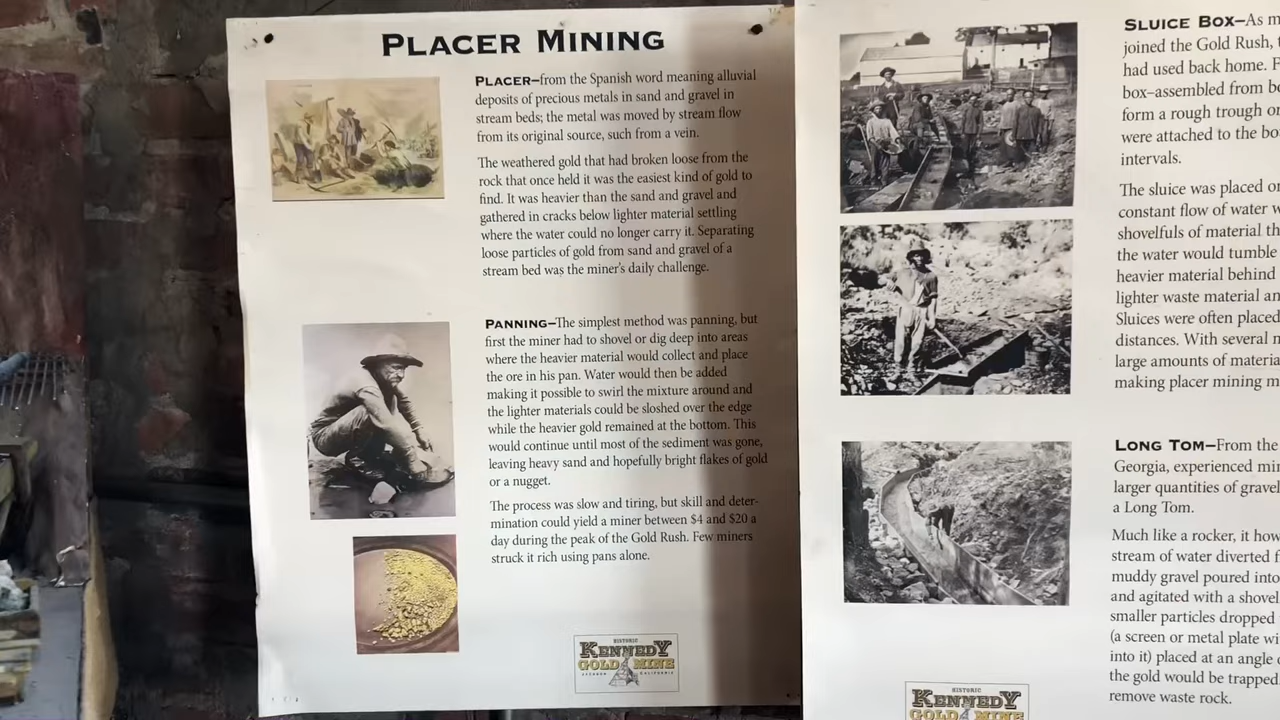 PLACER MINING
PLACER—from the Spanish word meaning alluvial
deposits of precious metals in sand and gravel in
stream beds; the metal was moved by stream flow
from its original source, such from a vein.
The weathered gold that had broken loose from the
rock that once held it was the easiest kind of gold to
find. It was heavier than the sand and gravel and
gathered in cracks below lighter material settling
where the water could no longer carry it. Separating
loose particles of gold from sand and gravel of a
stream bed was the miner's daily challenge.
PANNING—The simplest method was panning, but
first the miner had to shovel or dig deep into areas
where the heavier material would collect and place
the ore in his pan. Water would then be added
making it possible to swirl the mixture around and
the lighter materials could be sloshed over the edge
while the heavier gold remained at the bottom. This
would continue until most of the sediment was gone,
leaving heavy sand and hopefully bright flakes of gold
or a nugget.
The process was slow and tiring, but skill and deter-
mination could yield a miner between $4 and $20 a
day during the peak of the Gold Rush. Few miners
struck it rich using pans alone.
HISTORIC
KENNEDY
GOLD MINE
CALIFORNIA
SLUICE BOX—As
joined the Gold Rush,
had used back home.
box–assembled from
form a rough trough
were attached to the
intervals.
The sluice was placed
constant flow of water
shovelfuls of material
the water would tumble
heavier material behind
lighter waste material
Sluices were often placed
distances. With several
large amounts of
making placer mining
LONG TOM—From the
Georgia, experienced
larger quantities of gravel
a Long Tom.
Much like a rocker, it
stream of water diverted
muddy gravel poured into
and agitated with a shovel
smaller particles dropped
(a screen or metal plate
into it) placed at an angle
the gold would be trapped
remove waste rock.
HISTORIC
KENNEDY
GOLD MINE